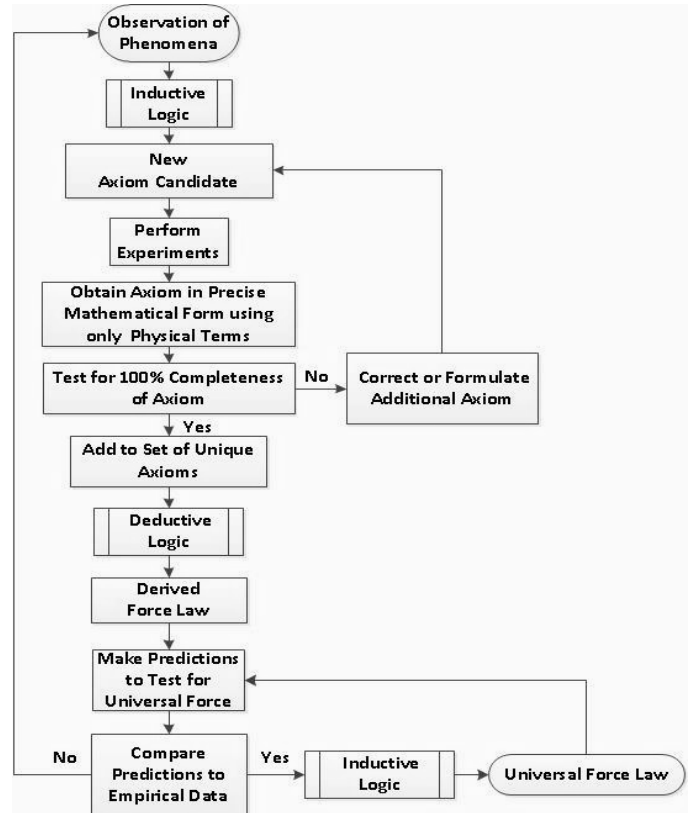 Observation of
Phenomena
Inductive
Logic
New
Axiom Candidate
Perform
Experiments
Obtain Axiom in Precise
Mathematical Form using
only Physical Terms
Test for 100% Completeness
of Axiom
No
Correct or Formulate
Additional Axiom
Yes
Add to Set of Unique
Axioms
Deductive
Logic
Derived
Force Law
Make Predictions
to Test for
Universal Force
No
Compare
Predictions to
Empirical Data
Yes
Inductive
Logic
Universal Force Law